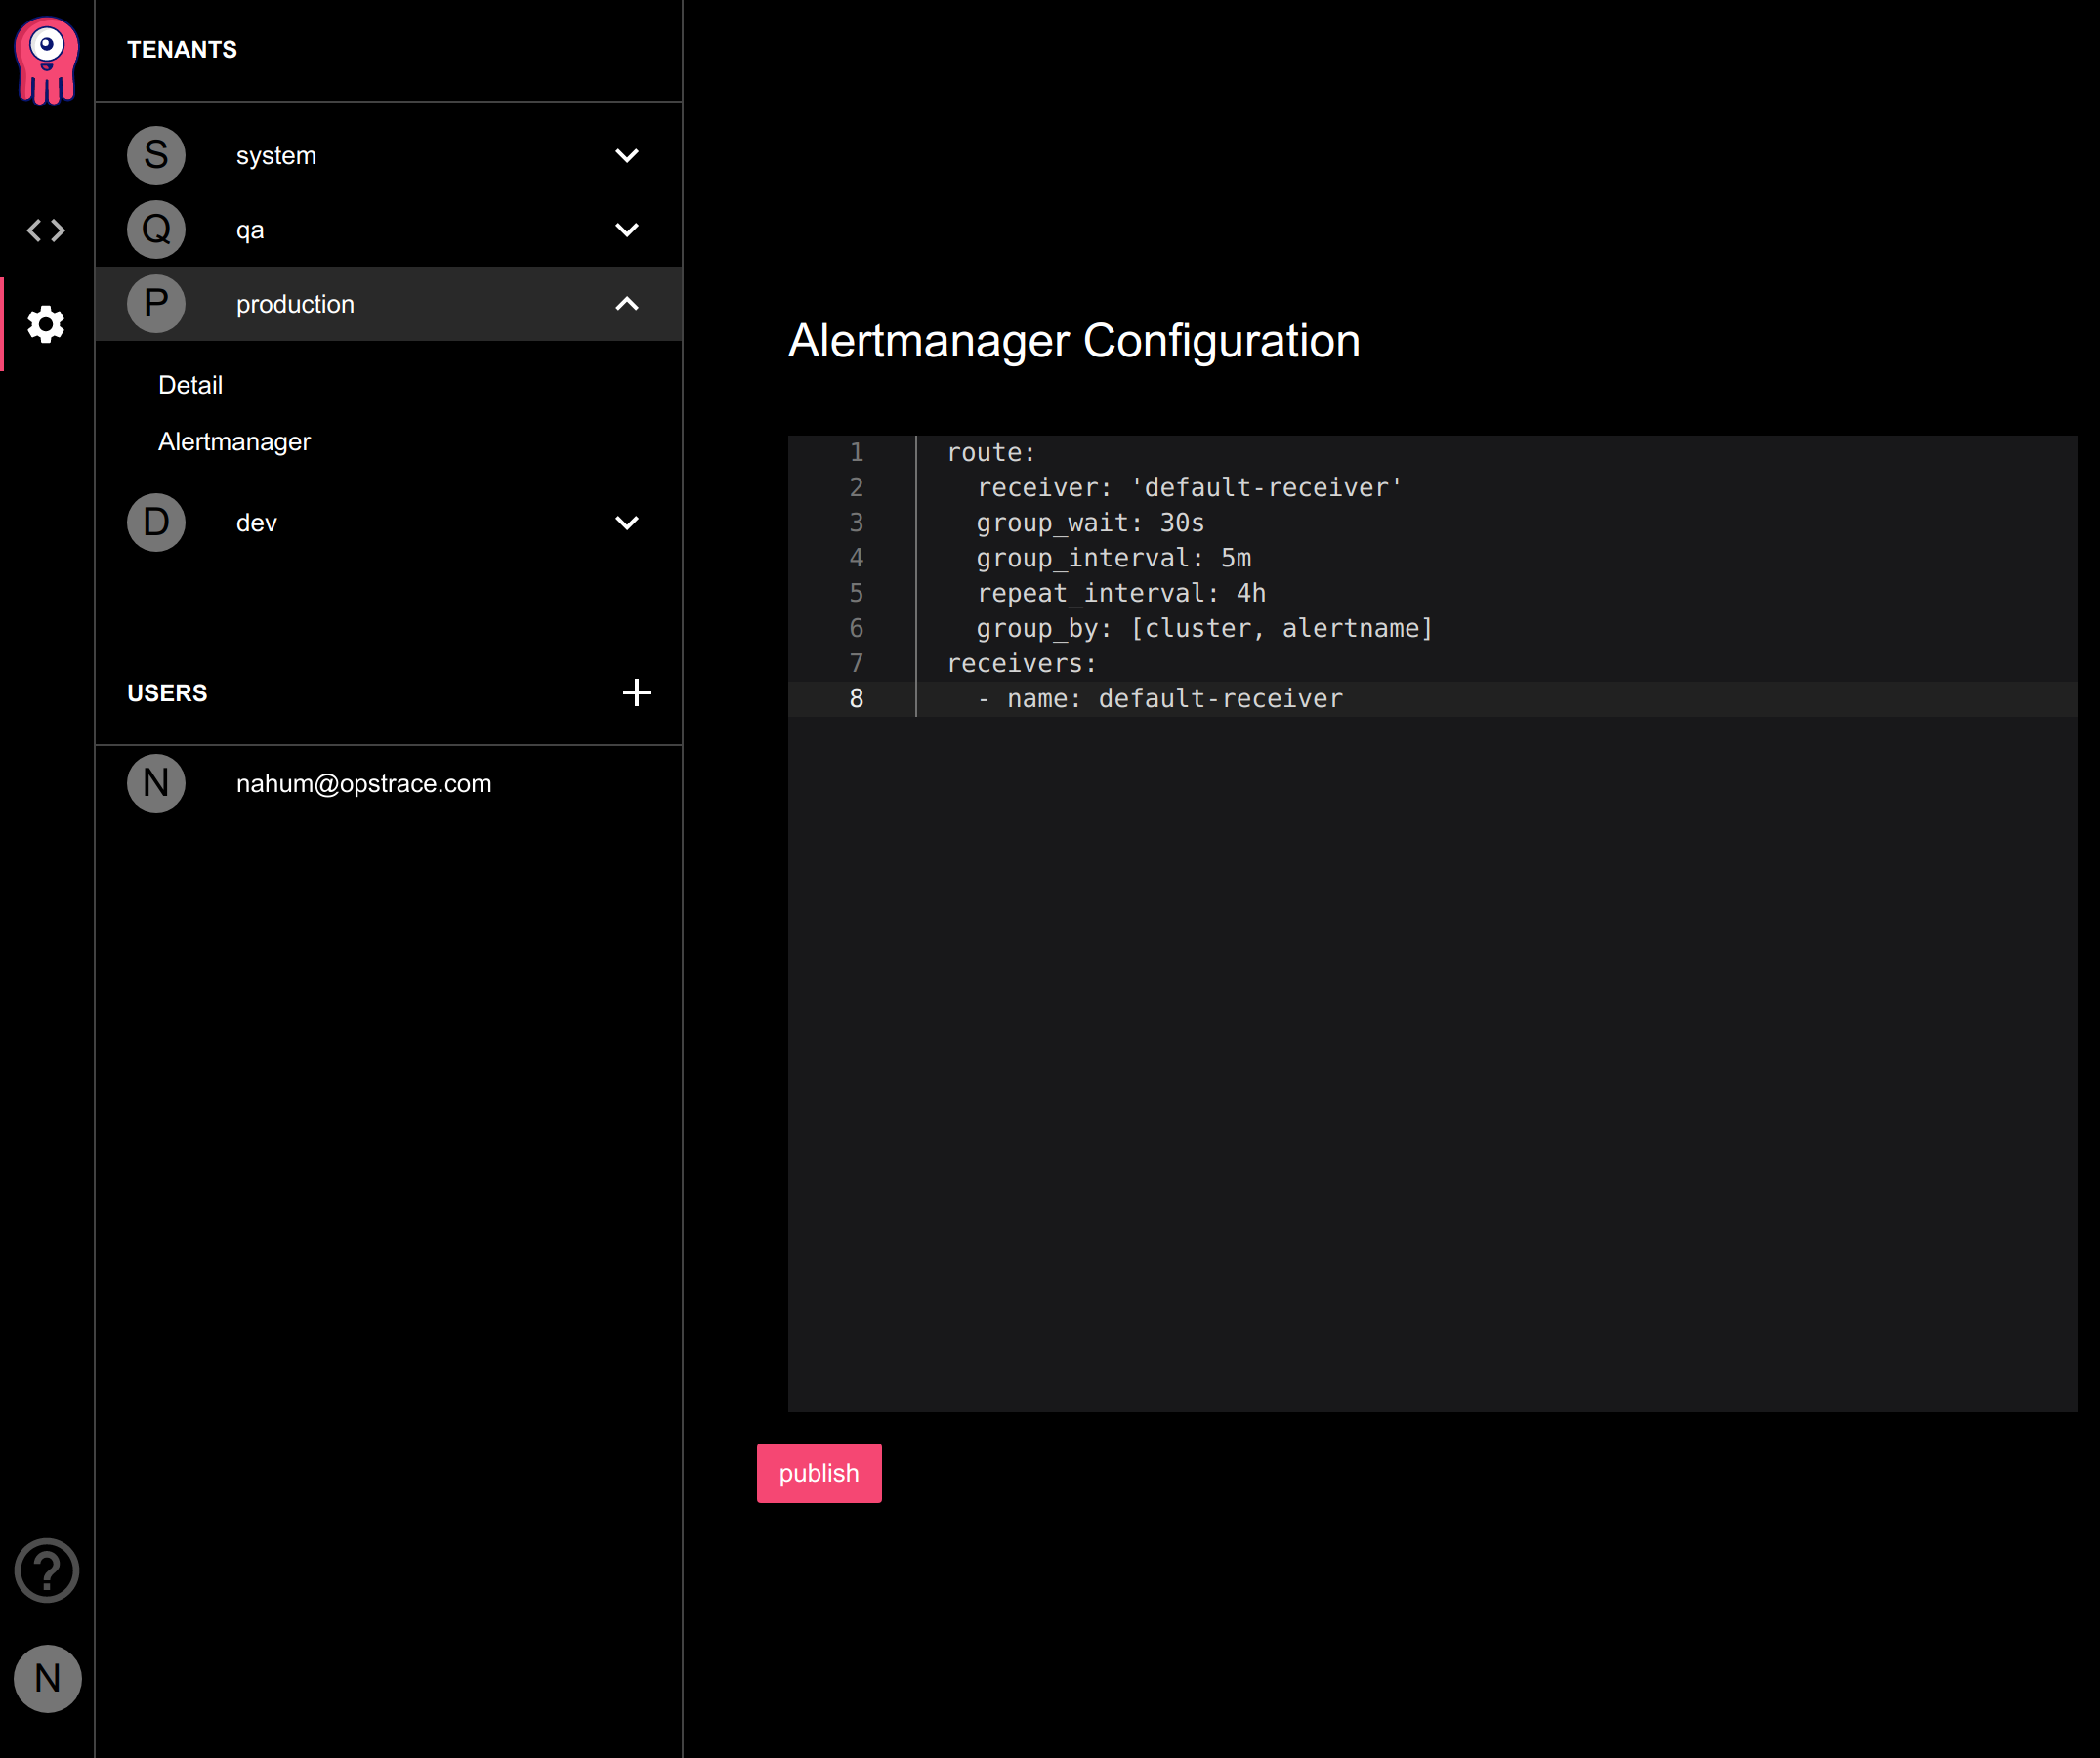 TENANTS
S system
Q qa
P production
Detail
Alertmanager
D dev
USERS
N nahum@opstrace.com
N
Alertmanager Configuration
1 route:
2   receiver: 'default-receiver'
3   group_wait: 30s
4   group_interval: 5m
5   repeat_interval: 4h
6   group_by: [cluster, alertname]
7 receivers:
8   - name: default-receiver
publish